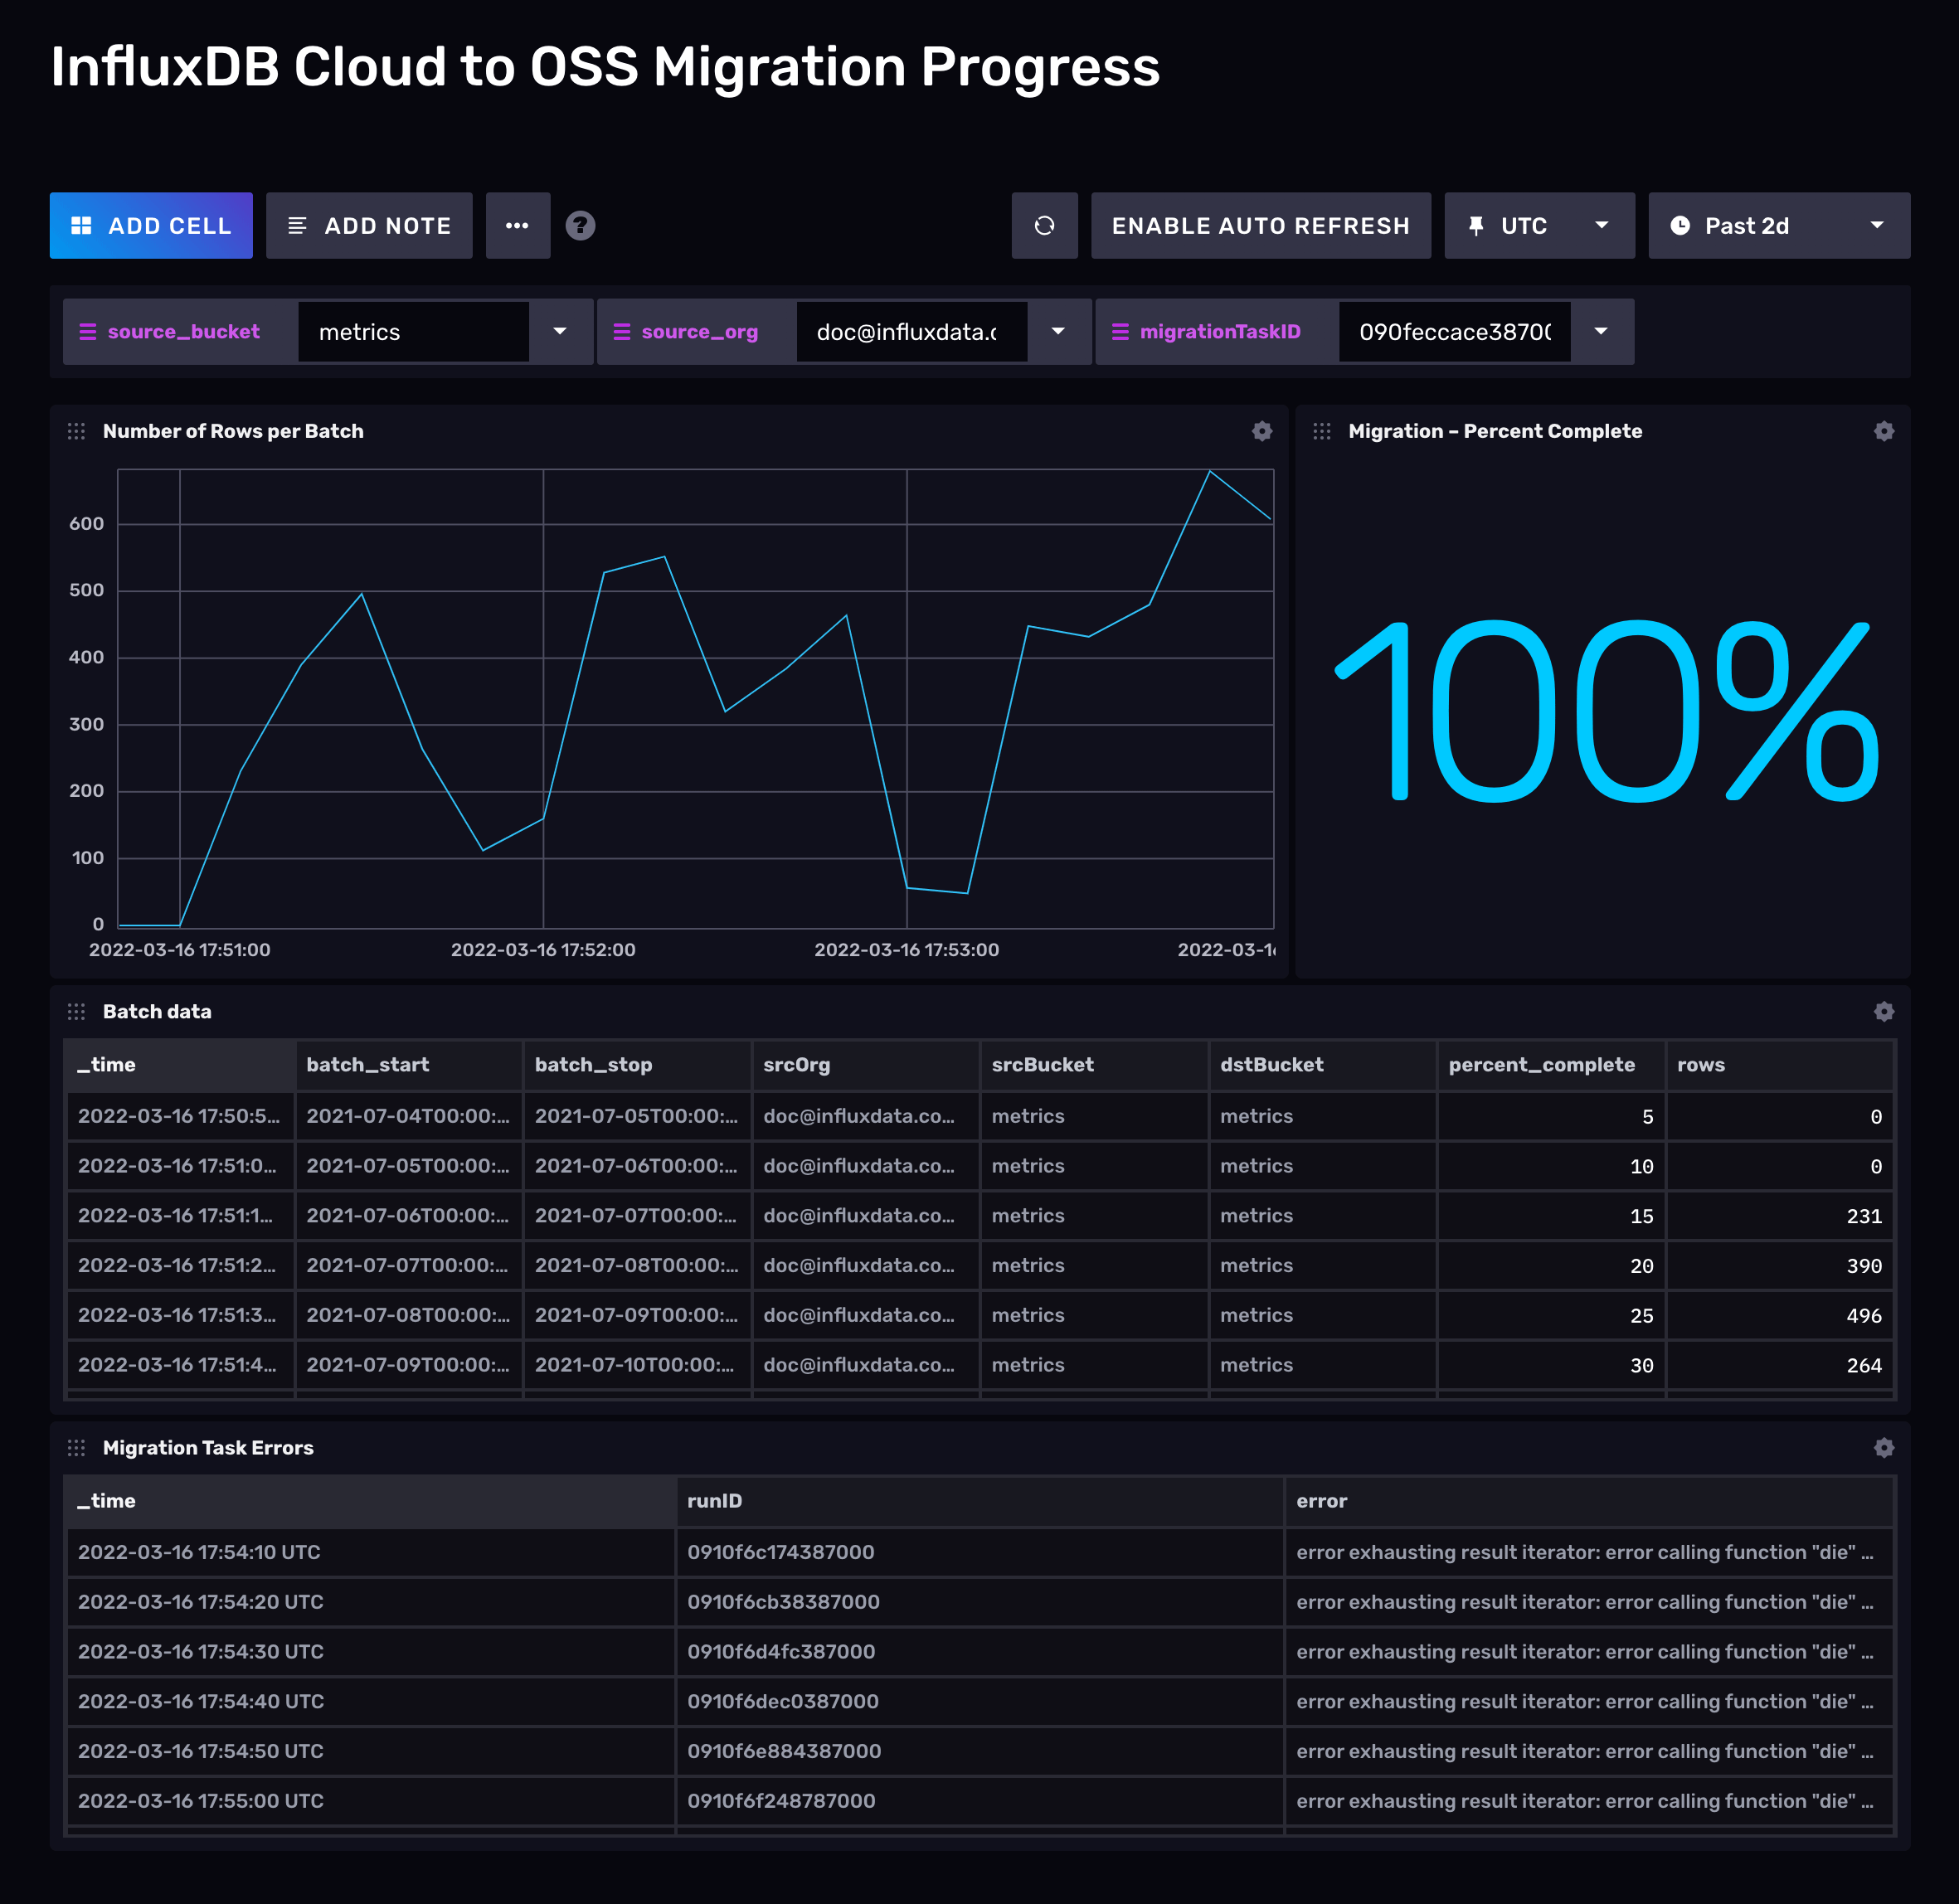 InfluxDB Cloud to OSS Migration Progress
ADD CELL ADD NOTE ... ? ENABLE AUTO REFRESH UTC Past 2d
source_bucket metrics source_org doc@influxdata.c migrationTaskID 090feccace3870
Number of Rows per Batch
600
500
400
300
200
100
0
2022-03-16 17:51:00 2022-03-16 17:52:00 2022-03-16 17:53:00 2022-03-1
Migration – Percent Complete
100%
Batch data
_time batch_start batch_stop srcOrg srcBucket dstBucket percent_complete rows
2022-03-16 17:50:5... 2021-07-04T00:00:... 2021-07-05T00:00:... doc@influxdata.co... metrics metrics 5 0
2022-03-16 17:51:0... 2021-07-05T00:00:... 2021-07-06T00:00:... doc@influxdata.co... metrics metrics 10 0
2022-03-16 17:51:1... 2021-07-06T00:00:... 2021-07-07T00:00:... doc@influxdata.co... metrics metrics 15 231
2022-03-16 17:51:2... 2021-07-07T00:00:... 2021-07-08T00:00:... doc@influxdata.co... metrics metrics 20 390
2022-03-16 17:51:3... 2021-07-08T00:00:... 2021-07-09T00:00:... doc@influxdata.co... metrics metrics 25 496
2022-03-16 17:51:4... 2021-07-09T00:00:... 2021-07-10T00:00:... doc@influxdata.co... metrics metrics 30 264
Migration Task Errors
_time runID error
2022-03-16 17:54:10 UTC 0910f6c174387000 error exhausting result iterator: error calling function "die" ...
2022-03-16 17:54:20 UTC 0910f6cb38387000 error exhausting result iterator: error calling function "die" ...
2022-03-16 17:54:30 UTC 0910f6d4fc387000 error exhausting result iterator: error calling function "die" ...
2022-03-16 17:54:40 UTC 0910f6dec0387000 error exhausting result iterator: error calling function "die" ...
2022-03-16 17:54:50 UTC 0910f6e884387000 error exhausting result iterator: error calling function "die" ...
2022-03-16 17:55:00 UTC 0910f6f248787000 error exhausting result iterator: error calling function "die" ...